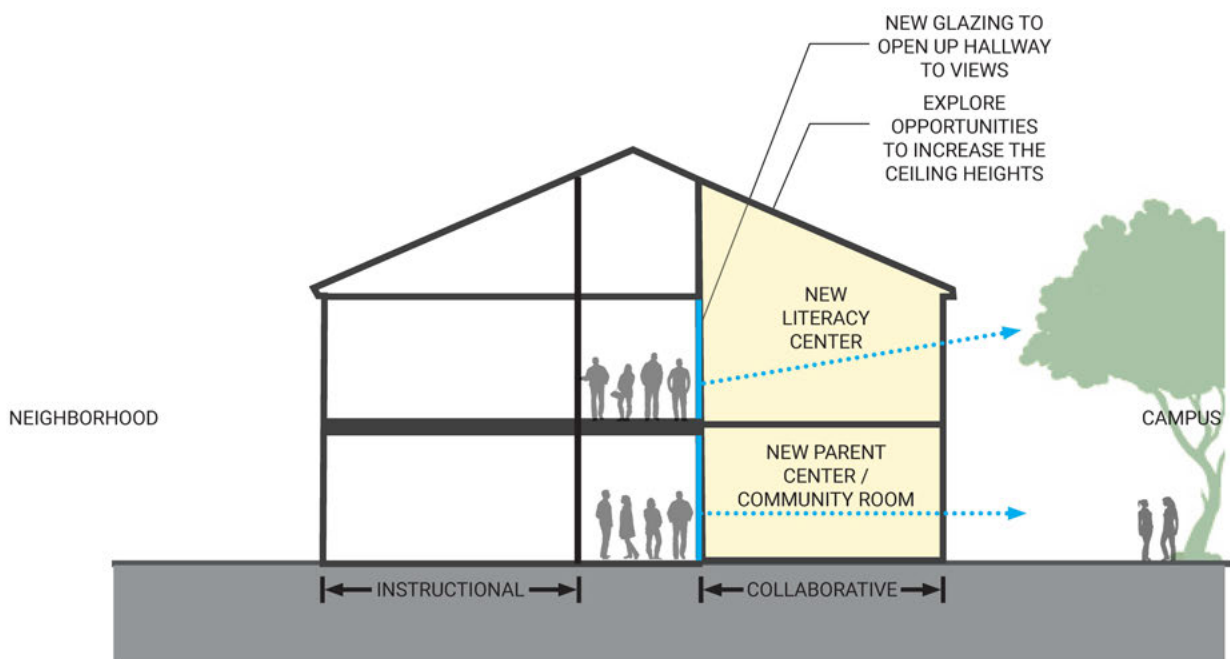 NEW GLAZING TO
OPEN UP HALLWAY
TO VIEWS
EXPLORE
OPPORTUNITIES
TO INCREASE THE
CEILING HEIGHTS
NEW
LITERACY
CENTER
NEIGHBORHOOD
CAMPUS
NEW PARENT
CENTER /
COMMUNITY ROOM
INSTRUCTIONAL
COLLABORATIVE